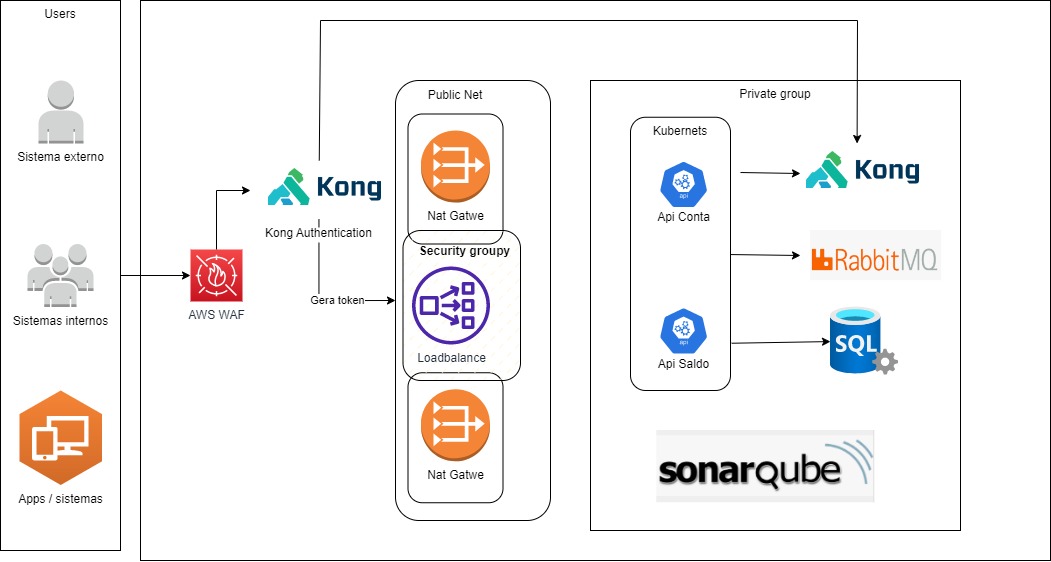 Users
Sistema externo
Sistemas internos
Apps / sistemas
AWS WAF
Kong
Kong Authentication
Gera token
Public Net
Nat Gatwe
Security groupy
Loadbalance
Nat Gatwe
Private group
Kubernets
api
Api Conta
api
Api Saldo
Kong
RabbitMQ
SQL
sonarqube